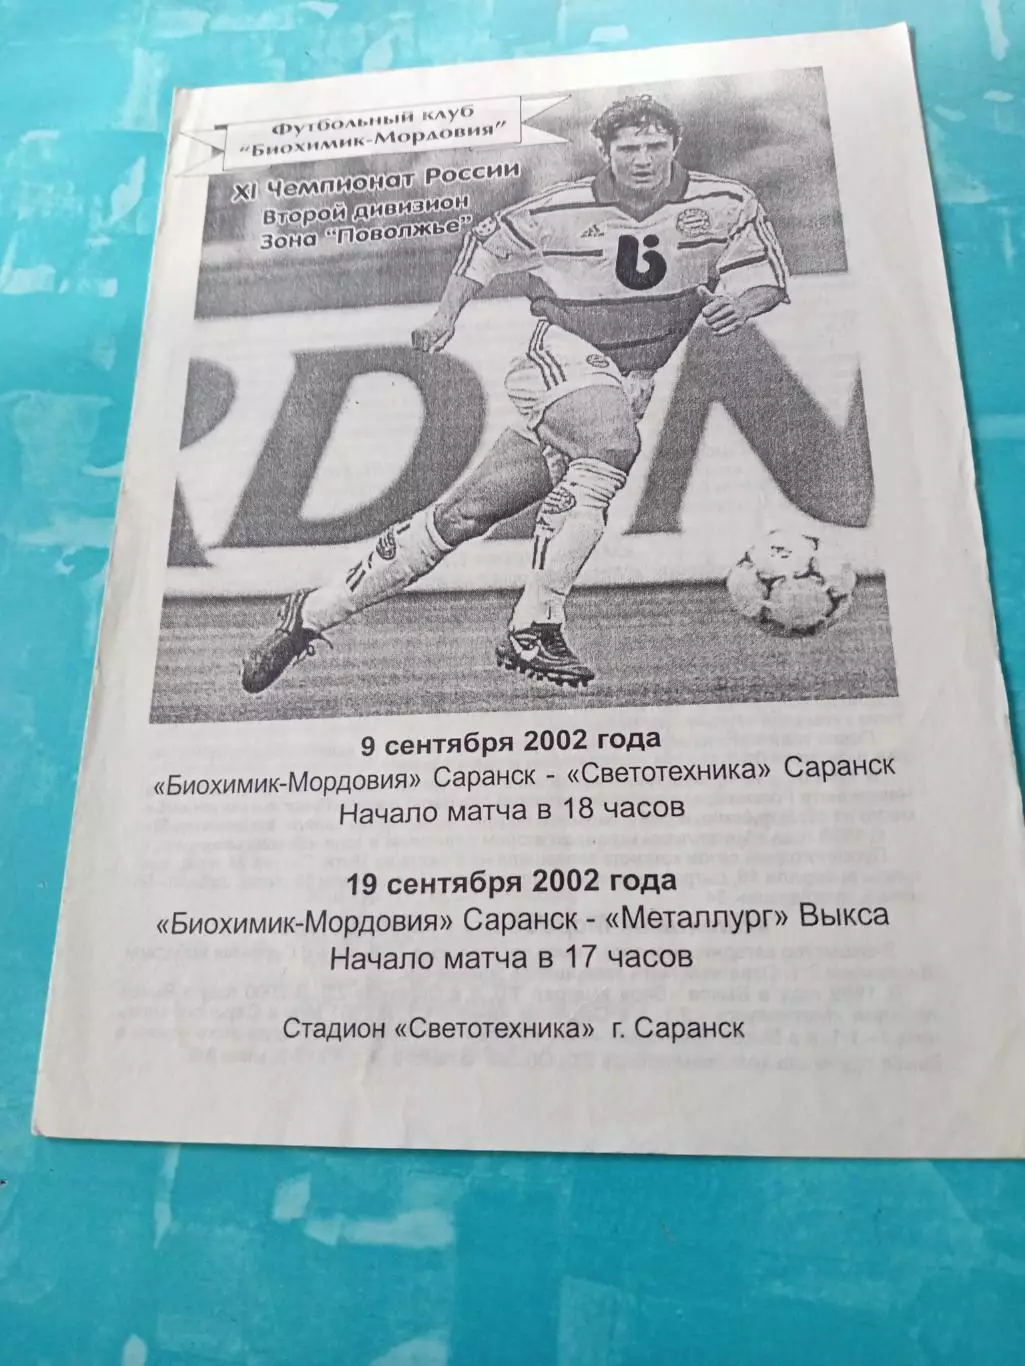 Футбольный клуб
"Биохимик-Мордовия"
XI Чемпионат России
Второй дивизион
Зона "Поволжье"
RDN
9 сентября 2002 года
«Биохимик-Мордовия» Саранск - «Светотехника» Саранск
Начало матча в 18 часов
19 сентября 2002 года
«Биохимик-Мордовия» Саранск - «Металлург» Выкса
Начало матча в 17 часов
Стадион «Светотехника» г. Саранск